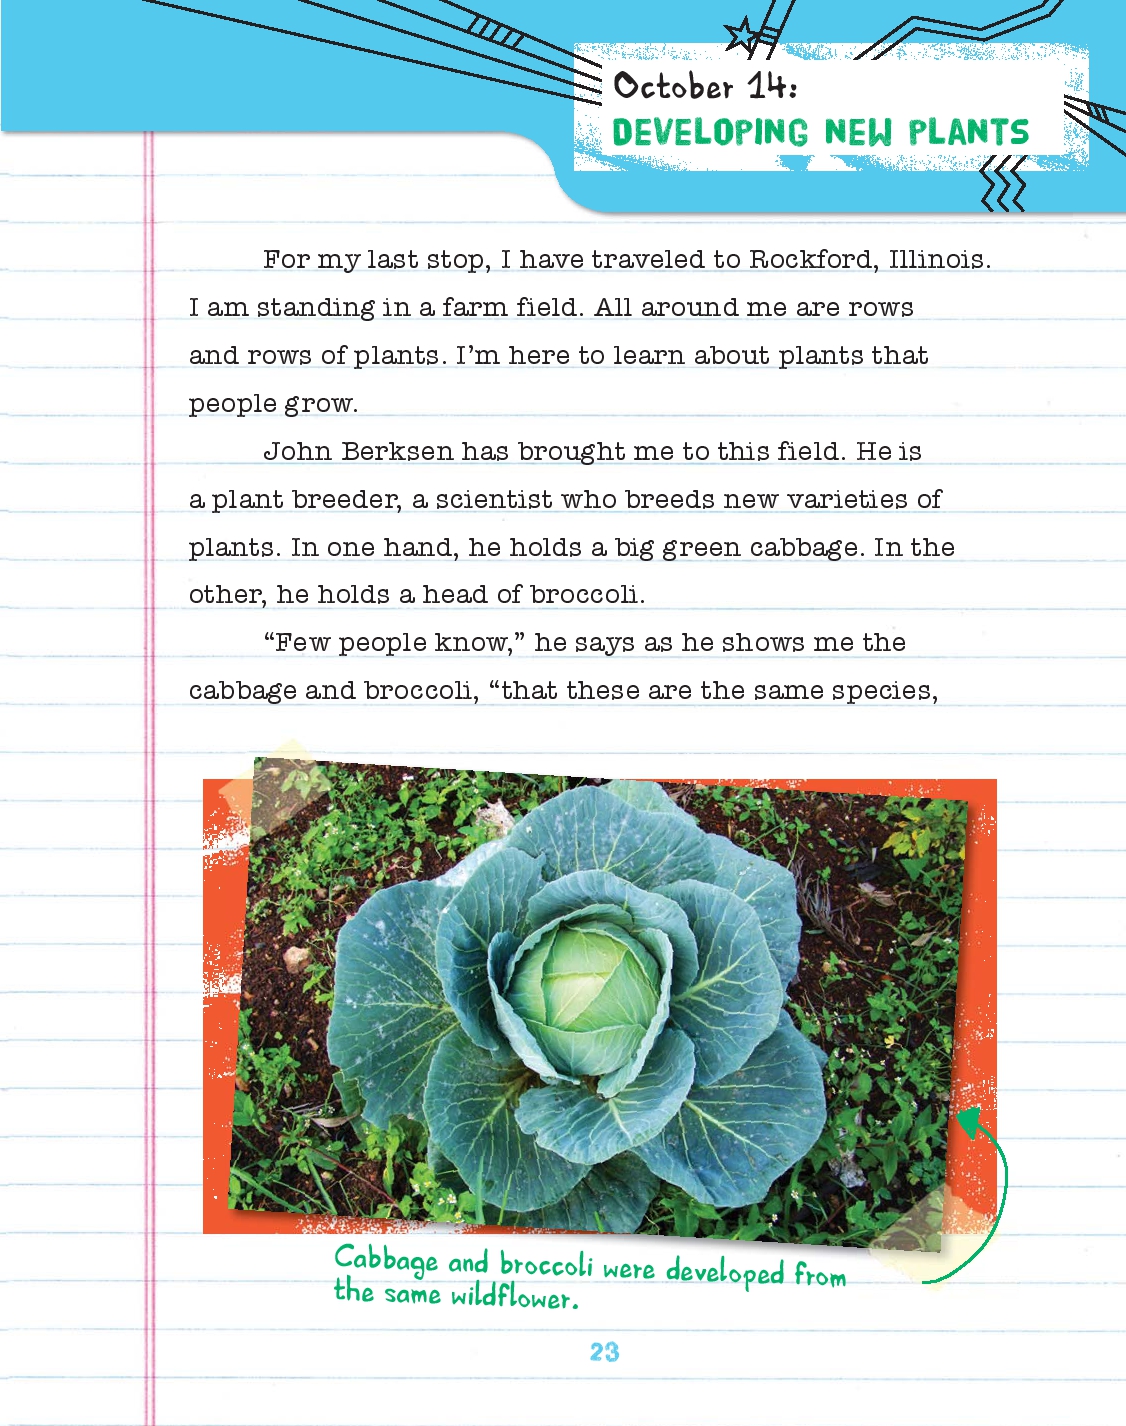 October 14:
DEVELOPING NEW PLANTS
For my last stop, I have traveled to Rockford, Illinois.
I am standing in a farm field. All around me are rows
and rows of plants. I’m here to learn about plants that
people grow.
John Berksen has brought me to this field. He is
a plant breeder, a scientist who breeds new varieties of
plants. In one hand, he holds a big green cabbage. In the
other, he holds a head of broccoli.
“Few people know,” he says as he shows me the
cabbage and broccoli, “that these are the same species,
Cabbage and broccoli were developed from
the same wildflower.
23